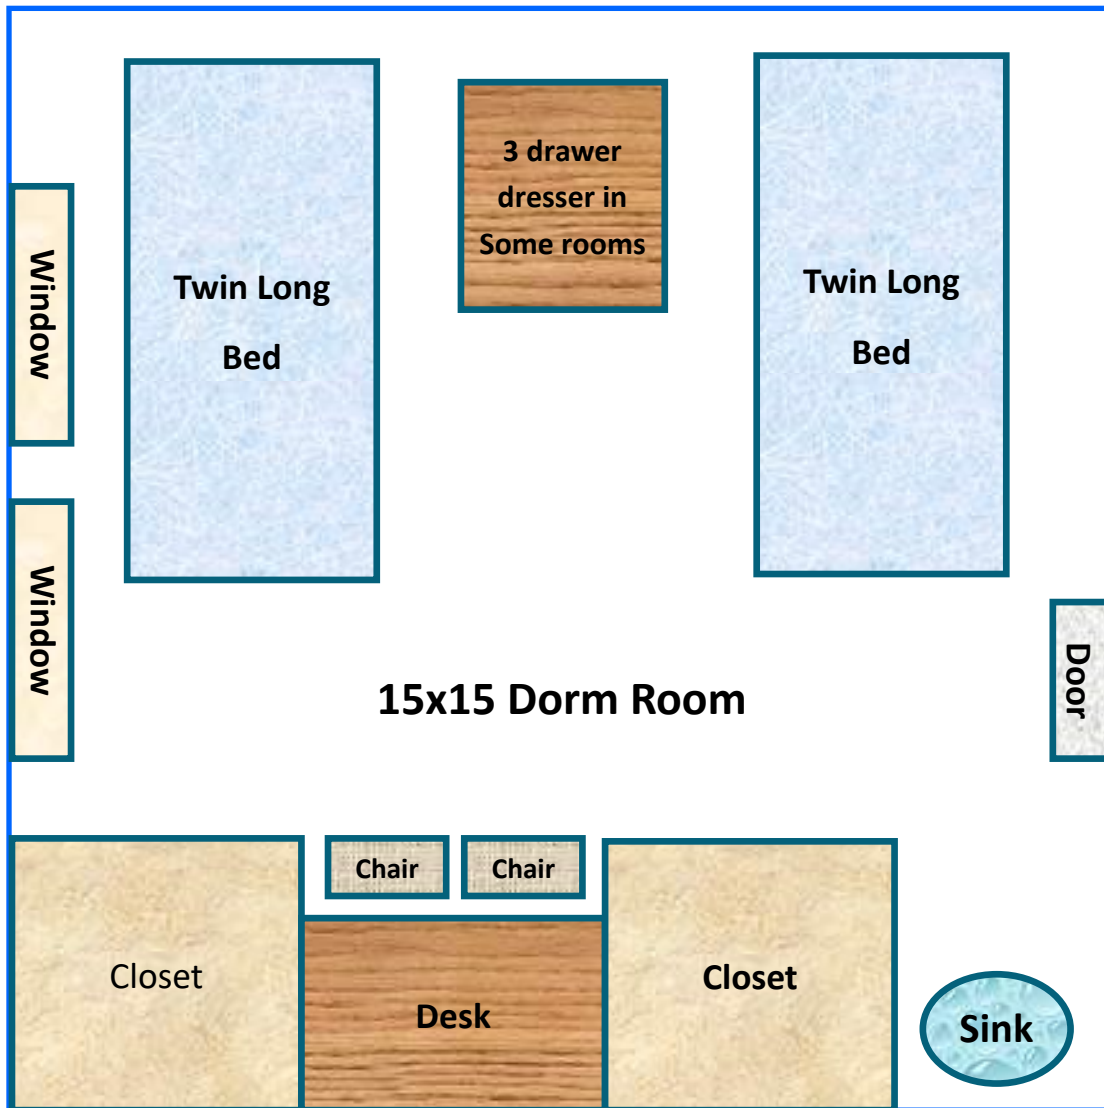 3 drawer
dresser in
Some rooms
Twin Long
Bed
Twin Long
Bed
Window
Window
Door
15x15 Dorm Room
Chair
Chair
Closet
Desk
Closet
Sink